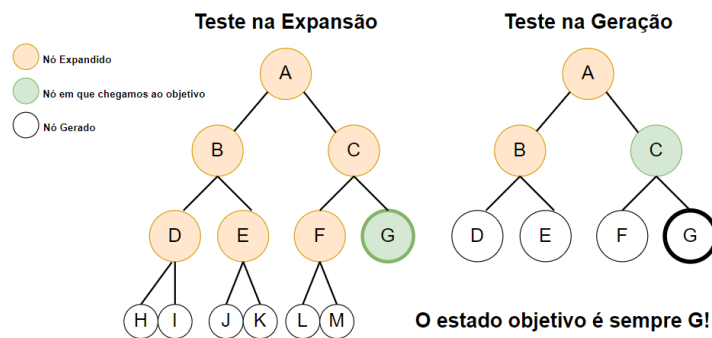 Teste na Expansão
Teste na Geração
Nó Expandido
Nó em que chegamos ao objetivo
Nó Gerado
A
B C
D E F G
H I J K L M
A
B C
D E F G
O estado objetivo é sempre G!